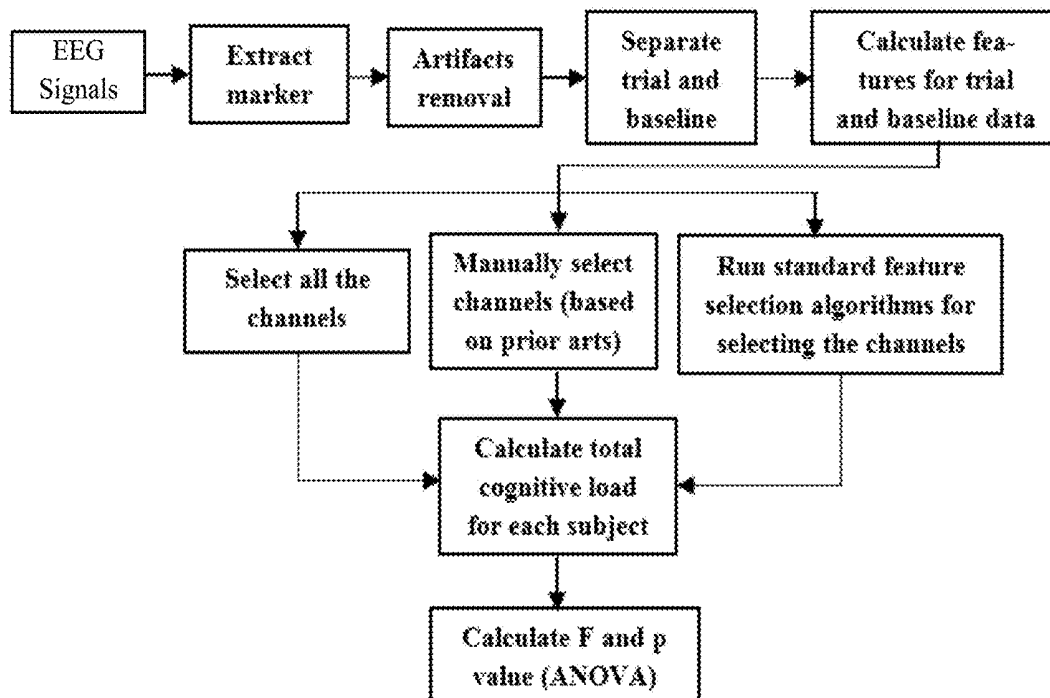 EEG
Signals
Extract
marker
Artifacts
removal
Separate
trial and
baseline
Calculate fea-
tures for trial
and baseline data
Select all the
channels
Manually select
channels (based
on prior arts)
Run standard feature
selection algorithms for
selecting the channels
Calculate total
cognitive load
for each subject
Calculate F and p
value (ANOVA)